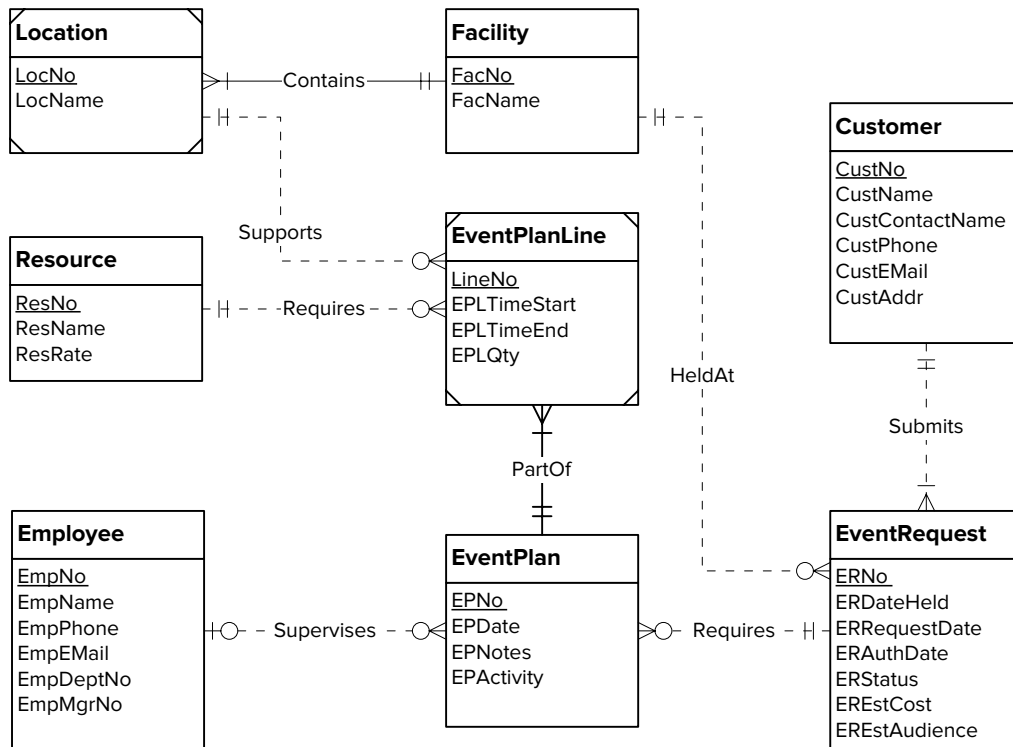 Location
LocNo
LocName
Contains
Facility
FacNo
FacName
Customer
CustNo
CustName
CustContactName
CustPhone
CustEMail
CustAddr
Supports
Resource
ResNo
ResName
ResRate
Requires
EventPlanLine
LineNo
EPLTimeStart
EPLTimeEnd
EPLQty
HeldAt
Submits
PartOf
Employee
EmpNo
EmpName
EmpPhone
EmpEMail
EmpDeptNo
EmpMgrNo
Supervises
EventPlan
EPNo
EPDate
EPNotes
EPActivity
Requires
EventRequest
ERNo
ERDateHeld
ERRequestDate
ERAuthDate
ERStatus
EREstCost
EREstAudience